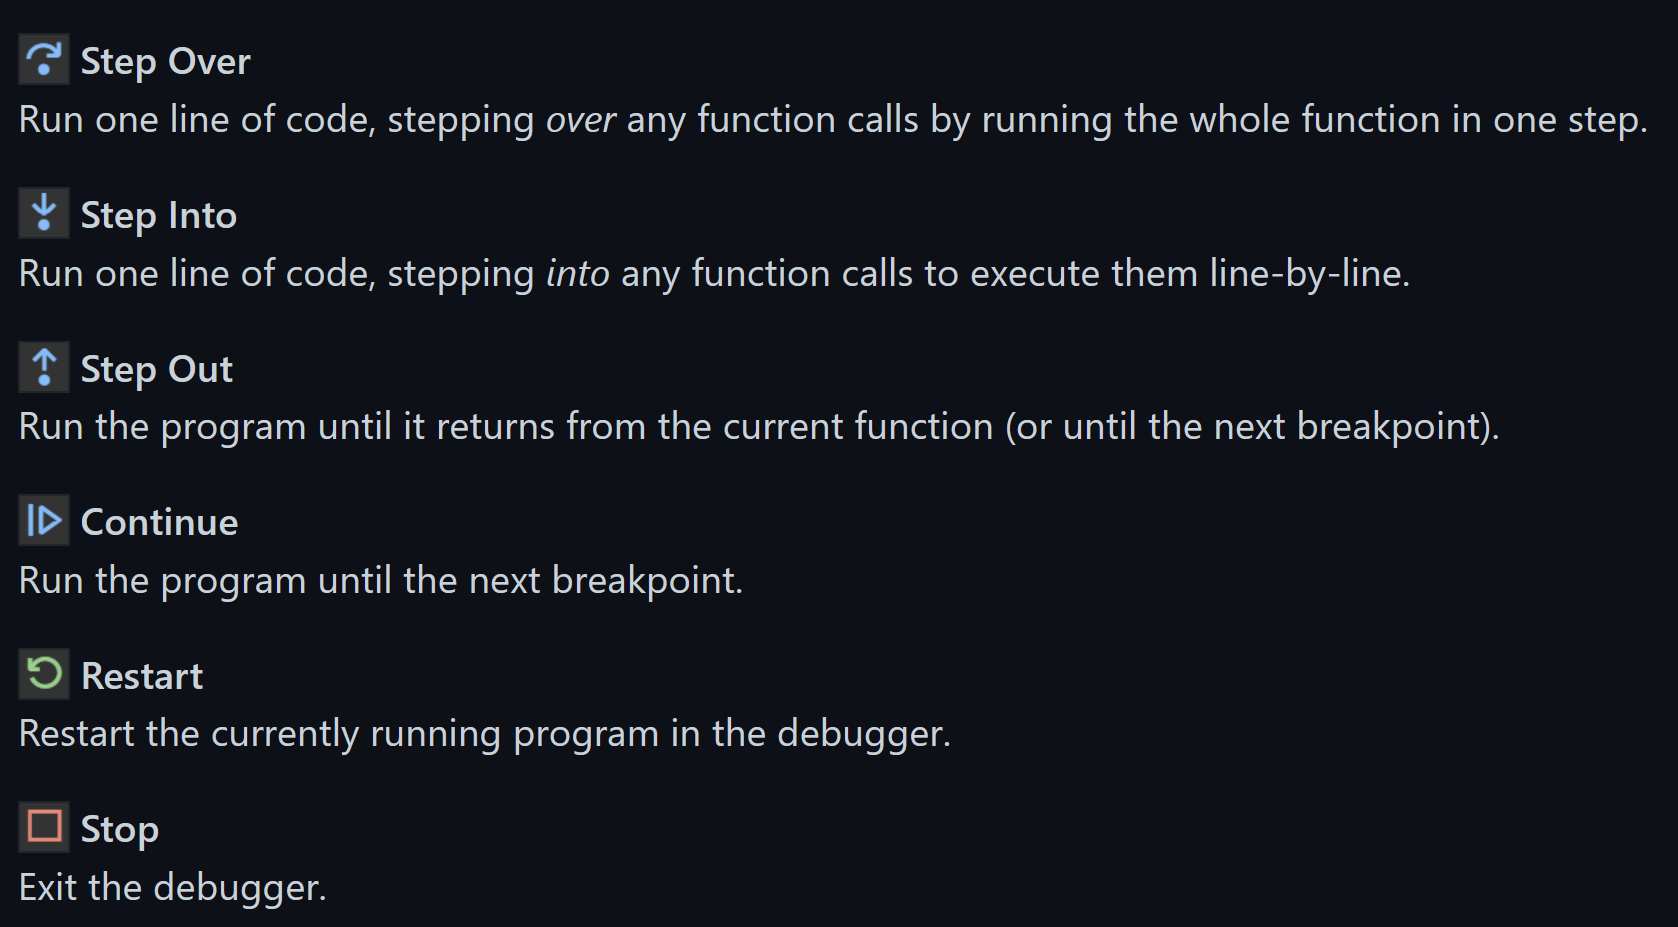 Step Over
Run one line of code, stepping over any function calls by running the whole function in one step.
Step Into
Run one line of code, stepping into any function calls to execute them line-by-line.
Step Out
Run the program until it returns from the current function (or until the next breakpoint).
Continue
Run the program until the next breakpoint.
Restart
Restart the currently running program in the debugger.
Stop
Exit the debugger.